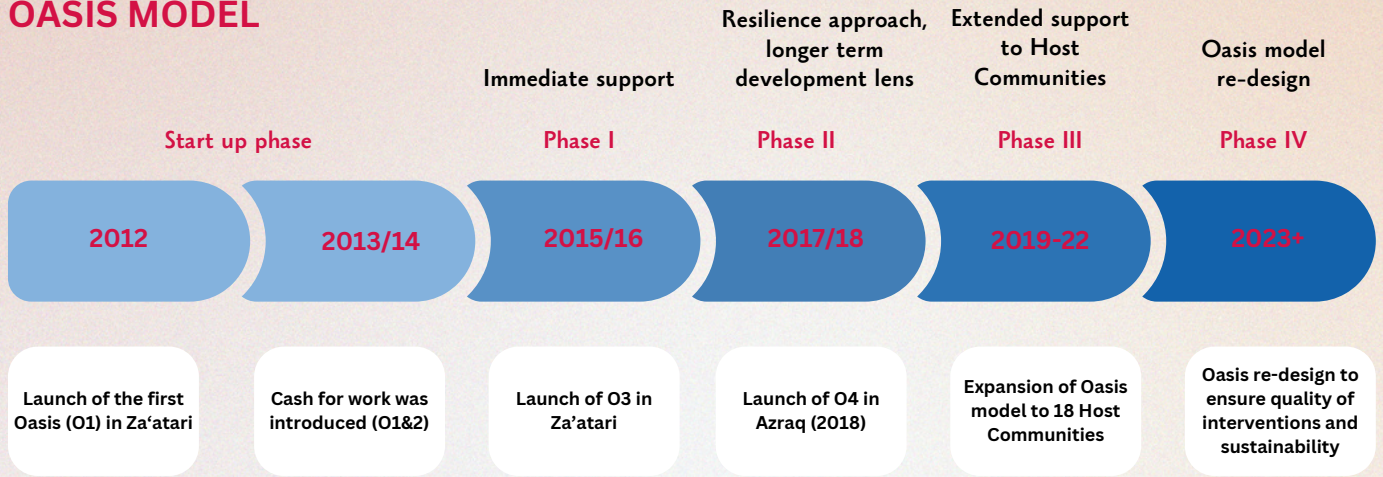 OASIS MODEL
Immediate support
Resilience approach,
longer term
development lens
Extended support
to Host
Communities
Oasis model
re-design
Start up phase
Phase I
Phase II
Phase III
Phase IV
2012
2013/14
2015/16
2017/18
2019-22
2023+
Launch of the first
Oasis (O1) in Za‘atari
Cash for work was
introduced (O1&2)
Launch of O3 in
Za’atari
Launch of O4 in
Azraq (2018)
Expansion of Oasis
model to 18 Host
Communities
Oasis re-design to
ensure quality of
interventions and
sustainability